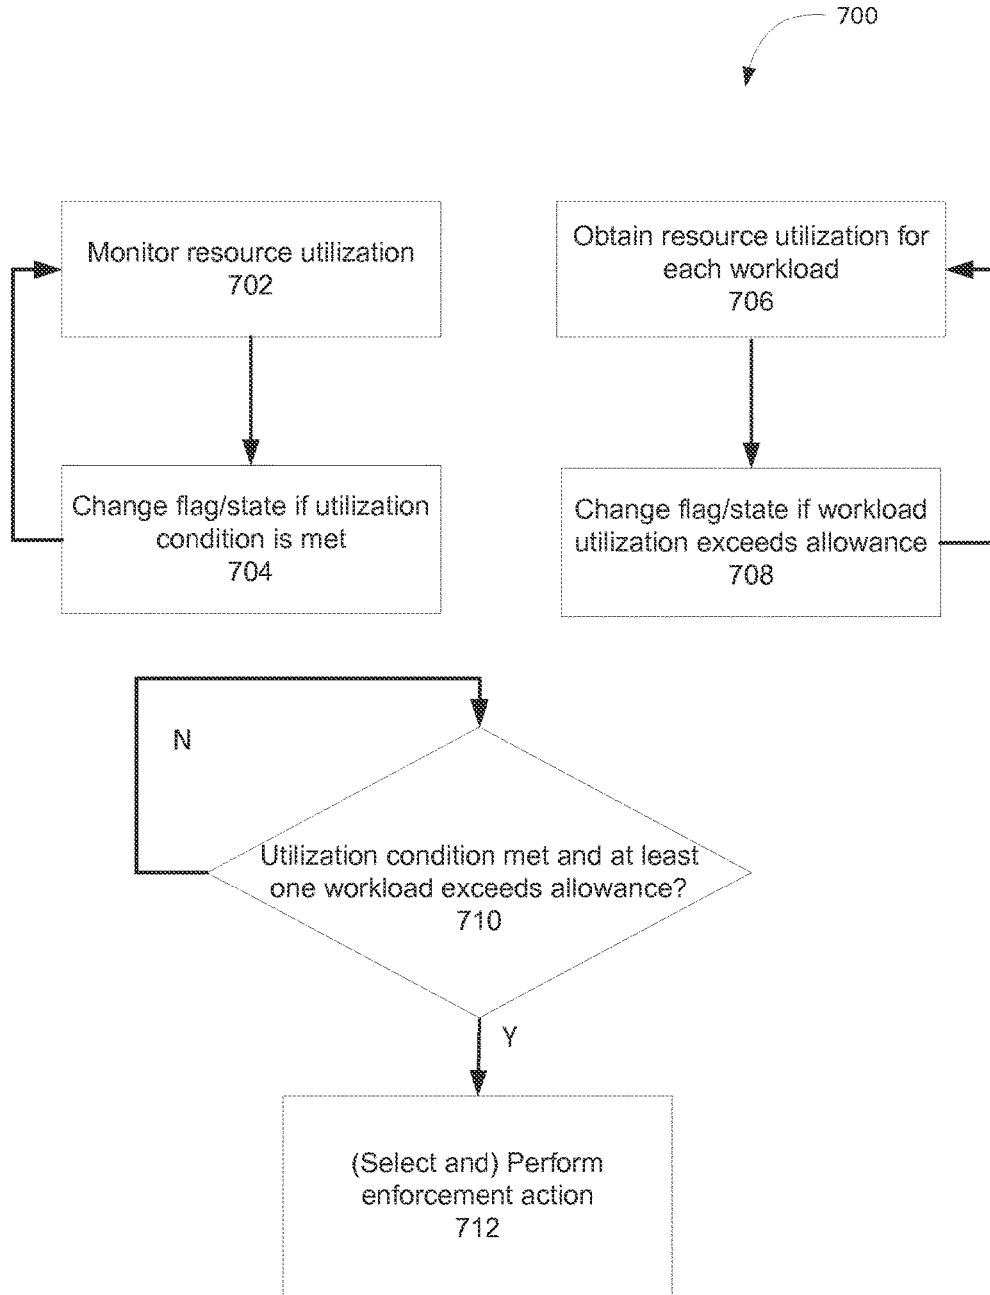 700
Monitor resource utilization
702
Obtain resource utilization for
each workload
706
Change flag/state if utilization
condition is met
704
Change flag/state if workload
utilization exceeds allowance
708
N
Utilization condition met and at least
one workload exceeds allowance?
710
Y
(Select and) Perform
enforcement action
712